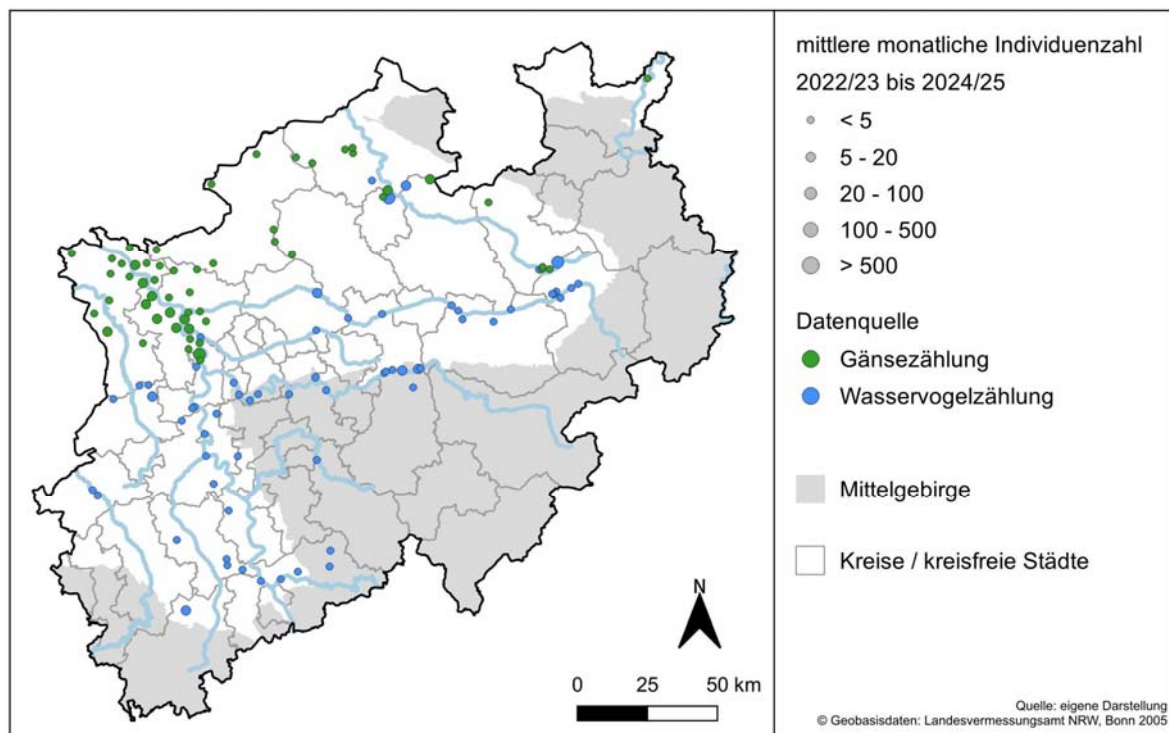 mittlere monatliche Individuenzahl
2022/23 bis 2024/25
< 5
5 - 20
20 - 100
100 - 500
> 500
Datenquelle
Gänsezählung
Wasservogelzählung
Mittelgebirge
Kreise / kreisfreie Städte
N
0 25 50 km
Quelle: eigene Darstellung
© Geobasisdaten: Landesvermessungsamt NRW, Bonn 2005